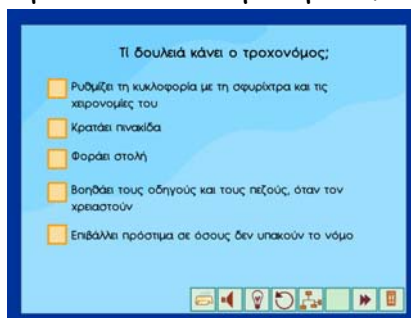 Τί δουλειά κάνει ο τροχονόμος;
Ρυθμίζει τη κυκλοφορία με τη σφυρίχτρα και τις
χειρονομίες του
Κρατάει πινακίδα
Φοράει στολή
Βοηθάει τους οδηγούς και τους πεζούς, όταν τον
χρειαστούν
Επιβάλλει πρόστιμα σε όσους δεν υπακούν το νόμο